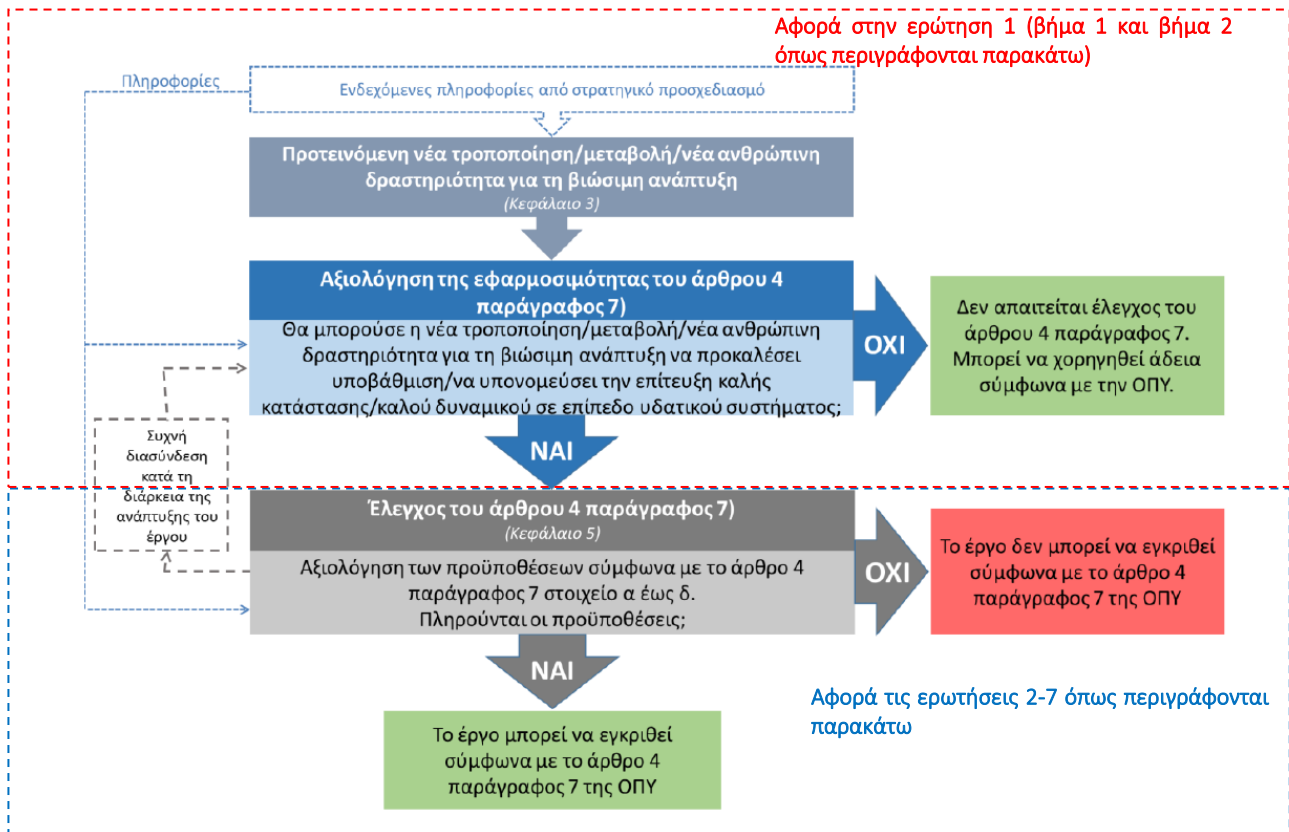 Αφορά στην ερώτηση 1 (βήμα 1 και βήμα 2
όπως περιγράφονται παρακάτω)
Πληροφορίες
Ενδεχόμενες πληροφορίες από στρατηγικό προσχεδιασμό
Προτεινόμενη νέα τροποποίηση/μεταβολή/νέα ανθρώπινη
δραστηριότητα για τη βιώσιμη ανάπτυξη
(Κεφάλαιο 3)
Αξιολόγηση της εφαρμοσιμότητας του άρθρου 4
παράγραφος 7)
Θα μπορούσε η νέα τροποποίηση/μεταβολή/νέα ανθρώπινη
δραστηριότητα για τη βιώσιμη ανάπτυξη να προκαλέσει
υποβάθμιση/να υπονομεύσει την επίτευξη καλής
κατάστασης/καλού δυναμικού σε επίπεδο υδατικού συστήματος;
ΟΧΙ
Δεν απαιτείται έλεγχος του
άρθρου 4 παράγραφος 7.
Μπορεί να χορηγηθεί άδεια
σύμφωνα με την ΟΠΥ.
ΝΑΙ
Συχνή
διασύνδεση
κατά τη
διάρκεια της
ανάπτυξης του
έργου
Έλεγχος του άρθρου 4 παράγραφος 7)
(Κεφάλαιο 5)
Αξιολόγηση των προϋποθέσεων σύμφωνα με το άρθρο 4
παράγραφος 7 στοιχείο α έως δ.
Πληρούνται οι προϋποθέσεις;
ΟΧΙ
Το έργο δεν μπορεί να εγκριθεί
σύμφωνα με το άρθρο 4
παράγραφος 7 της ΟΠΥ
ΝΑΙ
Αφορά τις ερωτήσεις 2-7 όπως περιγράφονται
παρακάτω
Το έργο μπορεί να εγκριθεί
σύμφωνα με το άρθρο 4
παράγραφος 7 της ΟΠΥ